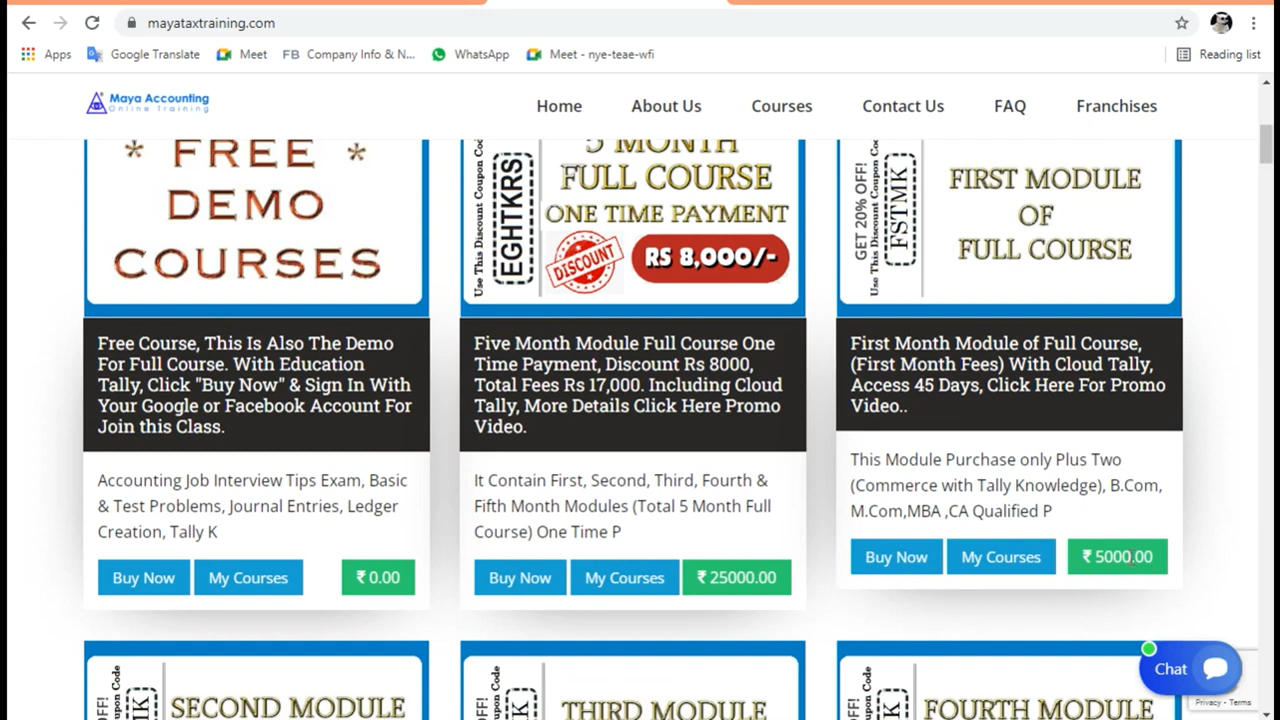 mayataxtraining.com
Apps
Google Translate
Meet
FB Company Info & N...
WhatsApp
Meet - nye-teae-wfi
Reading list
Maya Accounting
Online Training
Home
About Us
Courses
Contact Us
FAQ
Franchises
* FREE *
DEMO
COURSES
Use This Discount Coupon Code
EGHTKRS
5 MONTH
FULL COURSE
ONE TIME PAYMENT
DISCOUNT
RS 8,000/-
GET 20% OFF!
Use This Discount Coupon Code
FSTMK
FIRST MODULE
OF
FULL COURSE
Free Course, This Is Also The Demo
For Full Course. With Education
Tally, Click "Buy Now" & Sign In With
Your Google or Facebook Account For
Join this Class.
Accounting Job Interview Tips Exam, Basic
& Test Problems, Journal Entries, Ledger
Creation, Tally K
Buy Now
My Courses
₹ 0.00
Five Month Module Full Course One
Time Payment, Discount Rs 8000,
Total Fees Rs 17,000. Including Cloud
Tally, More Details Click Here Promo
Video.
It Contain First, Second, Third, Fourth &
Fifth Month Modules (Total 5 Month Full
Course) One Time P
Buy Now
My Courses
₹ 25000.00
First Month Module of Full Course,
(First Month Fees) With Cloud Tally,
Access 45 Days, Click Here For Promo
Video..
This Module Purchase only Plus Two
(Commerce with Tally Knowledge), B.Com,
M.Com,MBA ,CA Qualified P
Buy Now
My Courses
₹ 5000.00
SECOND MODULE
THIRD MODULE
FOURTH MODULE
Chat
Privacy - Terms